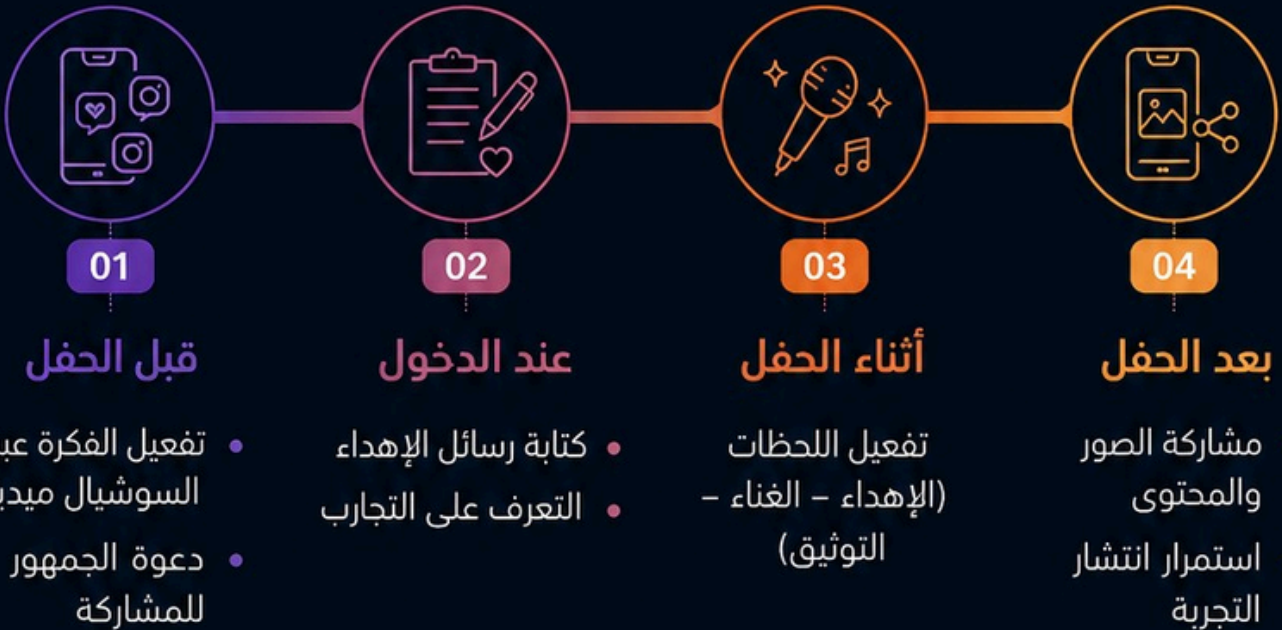 01
قبل الحفل
تفعيل الفكرة
السوشيال
دعوة الجمهور
للمشاركة
02
عند الدخول
كتابة رسائل الإهداء
التعرف على التجارب
03
أثناء الحفل
تفعيل اللحظات
(الإهداء – الغناء –
التوثيق)
04
بعد الحفل
مشاركة الصور
والمحتوى
استمرار انتشار
التجربة